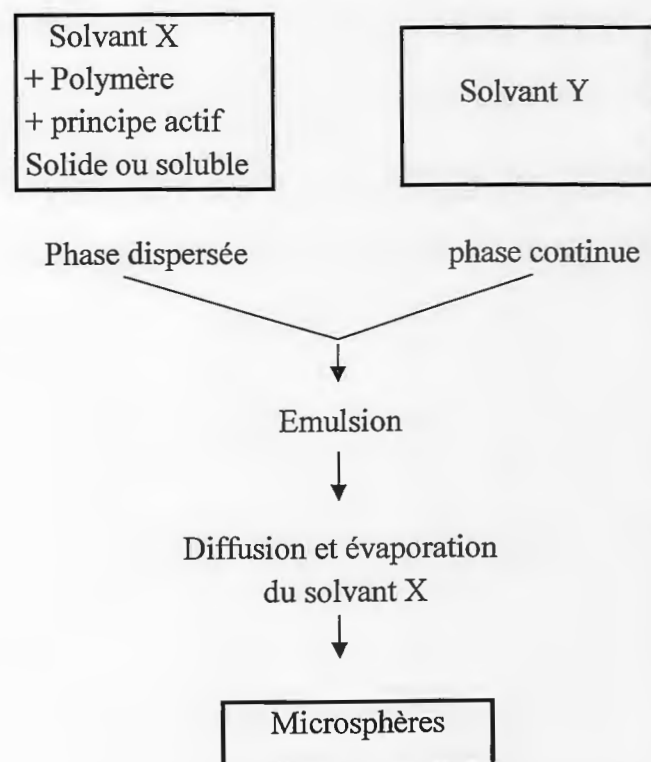 Solvant X
+ Polymère
+ principe actif
Solide ou soluble
Solvant Y
Phase dispersée
phase continue
Emulsion
Diffusion et évaporation
du solvant X
Microsphères